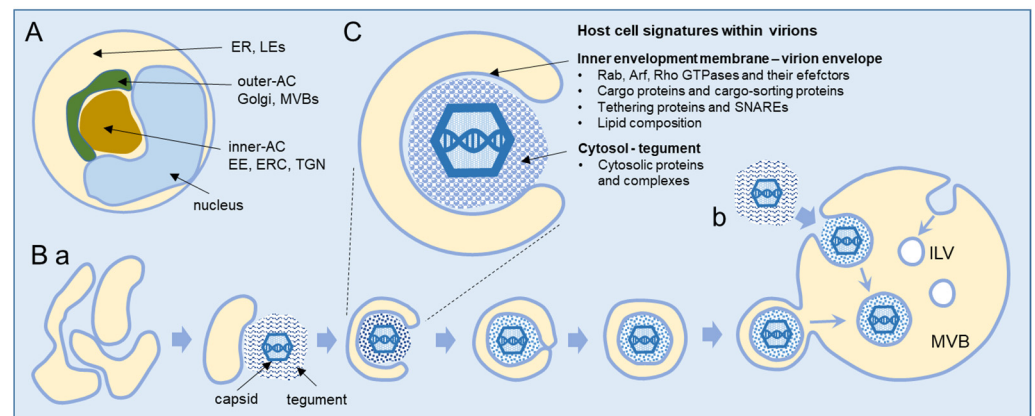 A
ER, LEs
outer-AC
Golgi, MVBs
inner-AC
EE, ERC, TGN
nucleus
C
Host cell signatures within virions
Inner envelopment membrane – virion envelope
• Rab, Arf, Rho GTPases and their efefctors
• Cargo proteins and cargo-sorting proteins
• Tethering proteins and SNAREs
• Lipid composition
Cytosol - tegument
• Cytosolic proteins
and complexes
B a
capsid
tegument
b
ILV
MVB